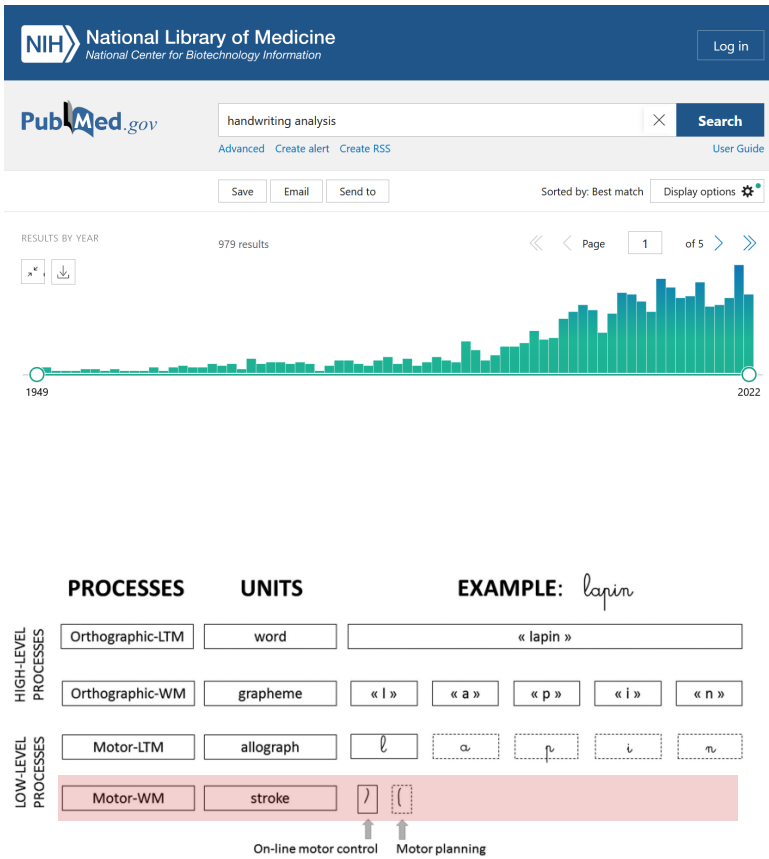 NIH National Library of Medicine
National Center for Biotechnology Information
Log in
PubMed.gov
handwriting analysis
Search
Advanced Create alert Create RSS
User Guide
Save Email Send to
Sorted by: Best match Display options
RESULTS BY YEAR
979 results
Page 1 of 5
1949 2022
PROCESSES UNITS EXAMPLE: lapin
HIGH-LEVEL PROCESSES
Orthographic-LTM word « lapin »
Orthographic-WM grapheme « l » « a » « p » « i » « n »
LOW-LEVEL PROCESSES
Motor-LTM allograph l a p i n
Motor-WM stroke ) (
On-line motor control Motor planning